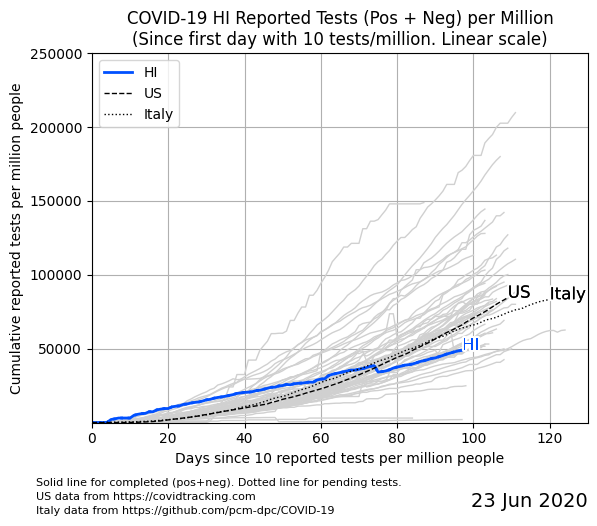 COVID-19 HI Reported Tests (Pos + Neg) per Million
(Since first day with 10 tests/million. Linear scale)
Cumulative reported tests per million people
250000
200000
150000
100000
50000
HI
US
Italy
US
Italy
HI
0
20
40
60
80
100
120
Days since 10 reported tests per million people
Solid line for completed (pos+neg). Dotted line for pending tests.
US data from https://covidtracking.com
Italy data from https://github.com/pcm-dpc/COVID-19
23 Jun 2020